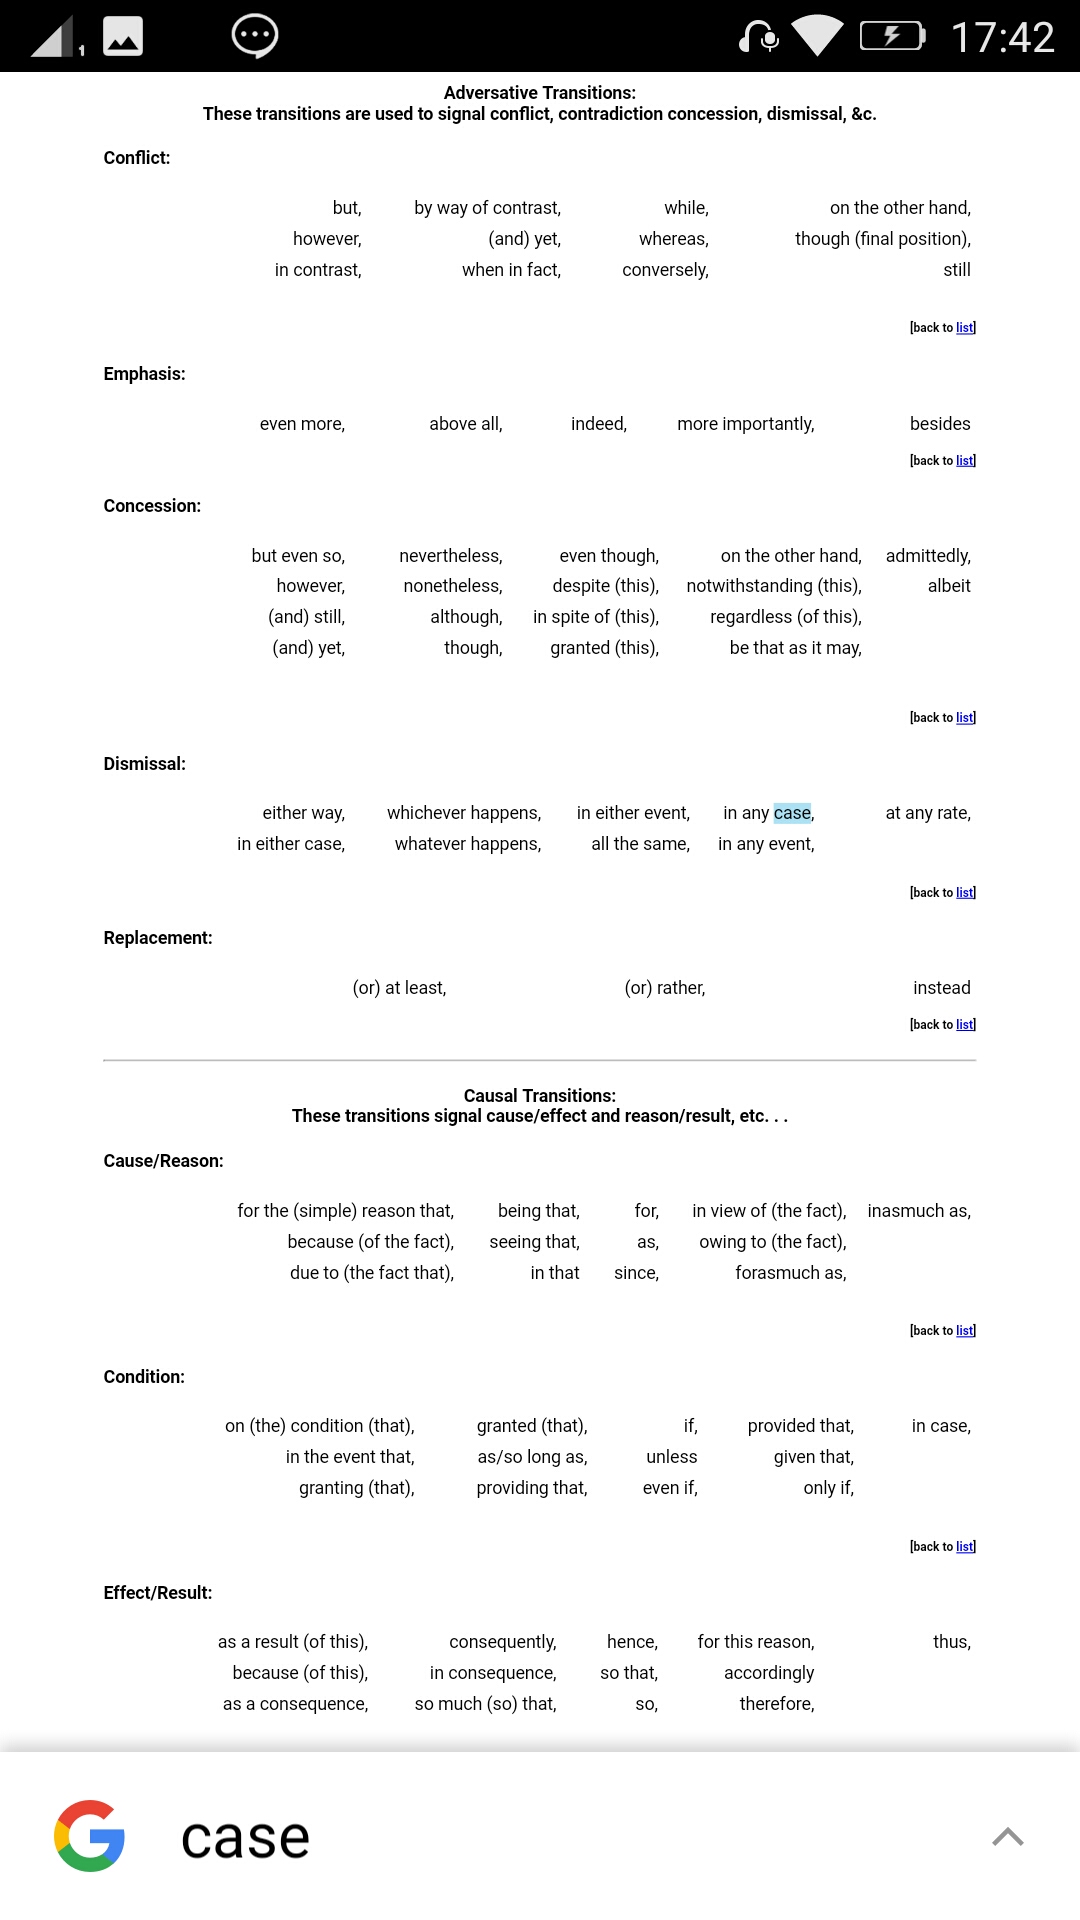 1 17:42
Adversative Transitions:
These transitions are used to signal conflict, contradiction concession, dismissal, &c.
Conflict:
but, by way of contrast, while, on the other hand,
however, (and) yet, whereas, though (final position),
in contrast, when in fact, conversely, still
[back to list]
Emphasis:
even more, above all, indeed, more importantly, besides
[back to list]
Concession:
but even so, nevertheless, even though, on the other hand, admittedly,
however, nonetheless, despite (this), notwithstanding (this), albeit
(and) still, although, in spite of (this), regardless (of this),
(and) yet, though, granted (this), be that as it may,
[back to list]
Dismissal:
either way, whichever happens, in either event, in any case, at any rate,
in either case, whatever happens, all the same, in any event,
[back to list]
Replacement:
(or) at least, (or) rather, instead
[back to list]
Causal Transitions:
These transitions signal cause/effect and reason/result, etc. . .
Cause/Reason:
for the (simple) reason that, being that, for, in view of (the fact), inasmuch as,
because (of the fact), seeing that, as, owing to (the fact),
due to (the fact that), in that since, forasmuch as,
[back to list]
Condition:
on (the) condition (that), granted (that), if, provided that, in case,
in the event that, as/so long as, unless given that,
granting (that), providing that, even if, only if,
[back to list]
Effect/Result:
as a result (of this), consequently, hence, for this reason, thus,
because (of this), in consequence, so that, accordingly
as a consequence, so much (so) that, so, therefore,
case